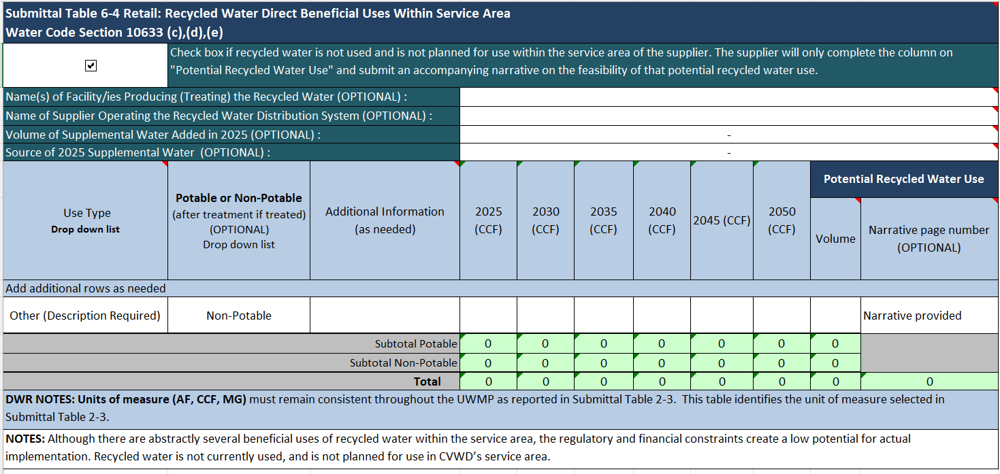 Submittal Table 6-4 Retail: Recycled Water Direct Beneficial Uses Within Service Area
Water Code Section 10633 (c),(d),(e)
Check box if recycled water is not used and is not planned for use within the service area of the supplier. The supplier will only complete the column on
"Potential Recycled Water Use" and submit an accompanying narrative on the feasibility of that potential recycled water use.
Name(s) of Facility/ies Producing (Treating) the Recycled Water (OPTIONAL) :
Name of Supplier Operating the Recycled Water Distribution System (OPTIONAL) :
Volume of Supplemental Water Added in 2025 (OPTIONAL) : -
Source of 2025 Supplemental Water (OPTIONAL) : -
Use Type
Drop down list
Potable or Non-Potable
(after treatment if treated)
(OPTIONAL)
Drop down list
Additional Information
(as needed)
2025
(CCF)
2030
(CCF)
2035
(CCF)
2040
(CCF)
2045 (CCF)
2050
(CCF)
Potential Recycled Water Use
Volume
Narrative page number
(OPTIONAL)
Add additional rows as needed
Other (Description Required) Non-Potable Narrative provided
Subtotal Potable 0 0 0 0 0 0 0
Subtotal Non-Potable 0 0 0 0 0 0 0
Total 0 0 0 0 0 0 0 0
DWR NOTES: Units of measure (AF, CCF, MG) must remain consistent throughout the UWMP as reported in Submittal Table 2-3. This table identifies the unit of measure selected in
Submittal Table 2-3.
NOTES: Although there are abstractly several beneficial uses of recycled water within the service area, the regulatory and financial constraints create a low potential for actual
implementation. Recycled water is not currently used, and is not planned for use in CVWD's service area.